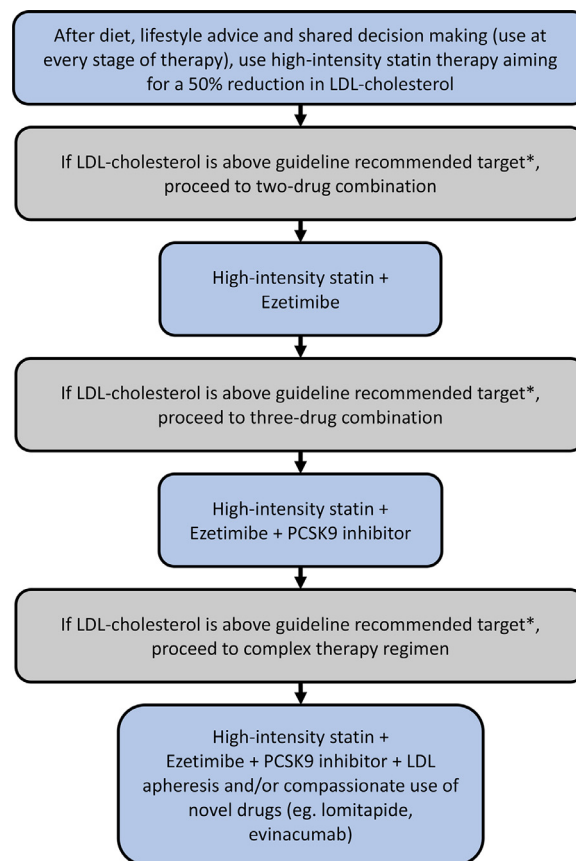 After diet, lifestyle advice and shared decision making (use at
every stage of therapy), use high-intensity statin therapy aiming
for a 50% reduction in LDL-cholesterol
If LDL-cholesterol is above guideline recommended target*,
proceed to two-drug combination
High-intensity statin +
Ezetimibe
If LDL-cholesterol is above guideline recommended target*,
proceed to three-drug combination
High-intensity statin +
Ezetimibe + PCSK9 inhibitor
If LDL-cholesterol is above guideline recommended target*,
proceed to complex therapy regimen
High-intensity statin +
Ezetimibe + PCSK9 inhibitor + LDL
apheresis and/or compassionate use of
novel drugs (eg. lomitapide,
evinacumab)